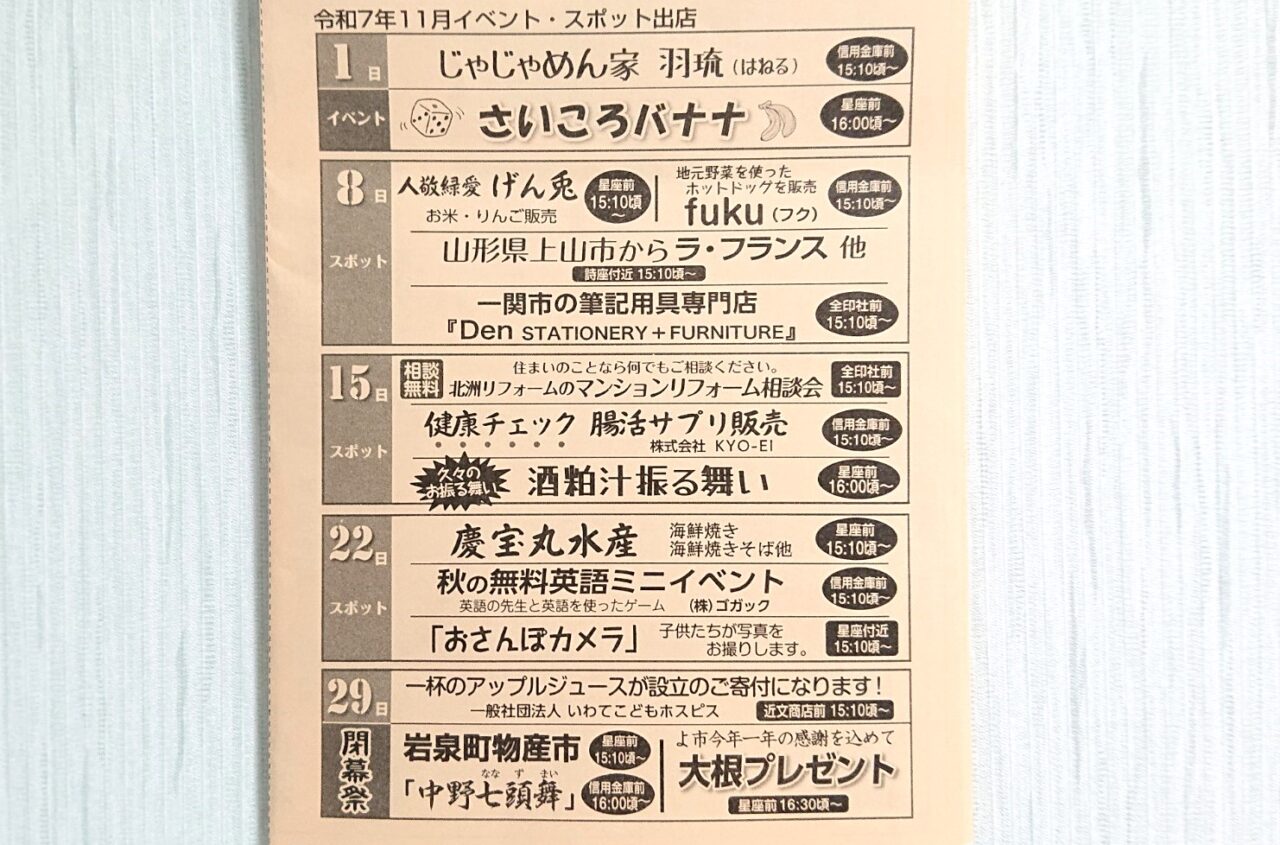 令和7年11月イベント・スポット出店
1日
じゃじゃめん家 羽琉(はねる)
信用金庫前
15:10頃～
イベント
さいころバナナ
星座前
16:00頃～
8日
スポット
人敬緑愛 げん兎
お米・りんご販売
星座前
15:10頃
～
地元野菜を使った
ホットドッグを販売
fuku(フク)
信用金庫前
15:10頃～
山形県上山市からラ・フランス 他
詩座付近 15:10頃～
一関市の筆記用具専門店
『Den STATIONERY＋FURNITURE』
全印社前
15:10頃～
15日
スポット
相談
無料
住まいのことなら何でもご相談ください。
北洲リフォームのマンションリフォーム相談会
全印社前
15:10頃～
健康チェック 腸活サプリ販売
株式会社 KYO-EI
信用金庫前
15:10頃～
久々の
お振る舞い
酒粕汁振る舞い
星座前
16:00頃～
22日
スポット
慶宝丸水産
海鮮焼き
海鮮焼きそば他
星座前
15:10頃～
秋の無料英語ミニイベント
英語の先生と英語を使ったゲーム (株)ゴガック
信用金庫前
15:10頃～
「おさんぽカメラ」
子供たちが写真を
お撮りします。
星座付近
15:10頃～
29日
閉幕祭
一杯のアップルジュースが設立のご寄付になります！
一般社団法人 いわてこどもホスピス
近文商店前 15:10頃～
岩泉町物産市
星座前
15:10頃～
「中野七頭舞」
ななずまい
信用金庫前
16:00頃～
よ市今年一年の感謝を込めて
大根プレゼント
星座前 16:30頃～